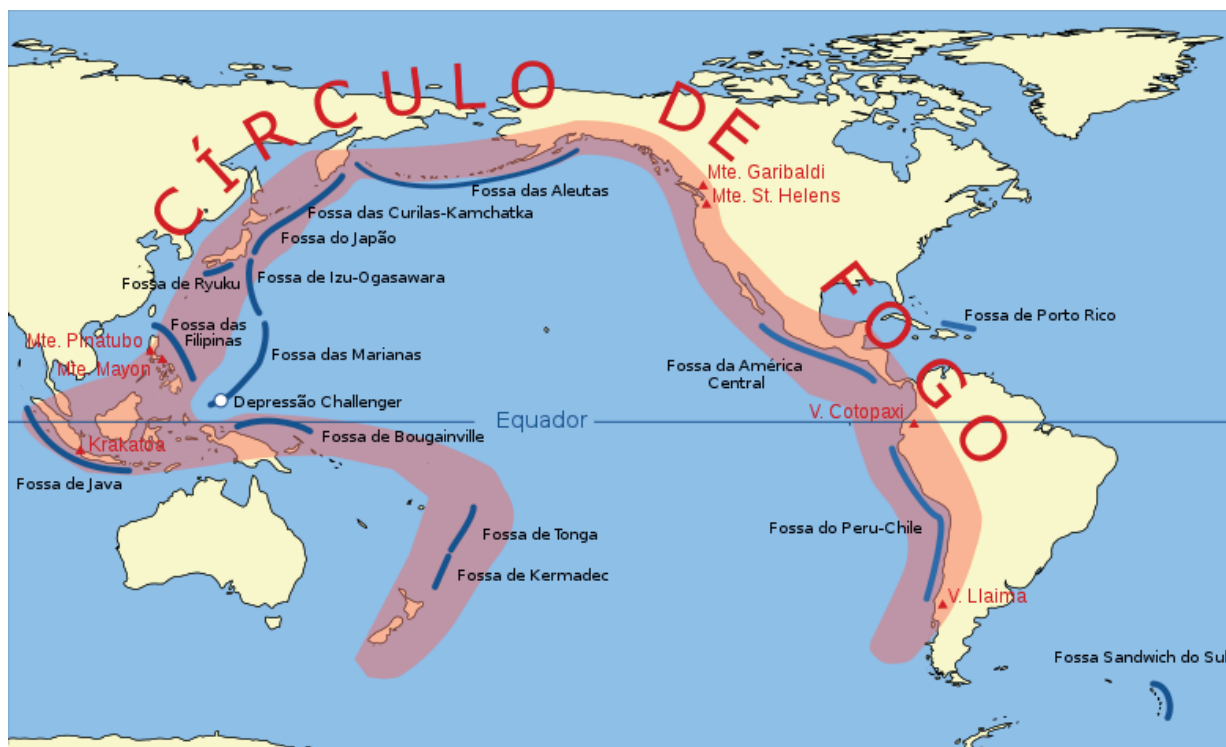 CÍRCULO DE FOGO
Mte. Garibaldi
Mte. St. Helens
Fossa das Aleutas
Fossa das Curilas-Kamchatka
Fossa do Japão
Fossa de Ryuku
Fossa de Izu-Ogasawara
Fossa das
Filipinas
Mte. Pinatubo
Mte. Mayon
Fossa das Marianas
Fossa de Porto Rico
Fossa da América
Central
Depressão Challenger
V. Cotopaxi
Equador
Fossa de Bougainville
Krakatoa
Fossa de Java
Fossa do Peru-Chile
Fossa de Tonga
Fossa de Kermadec
V. Llaima
Fossa Sandwich do Sul